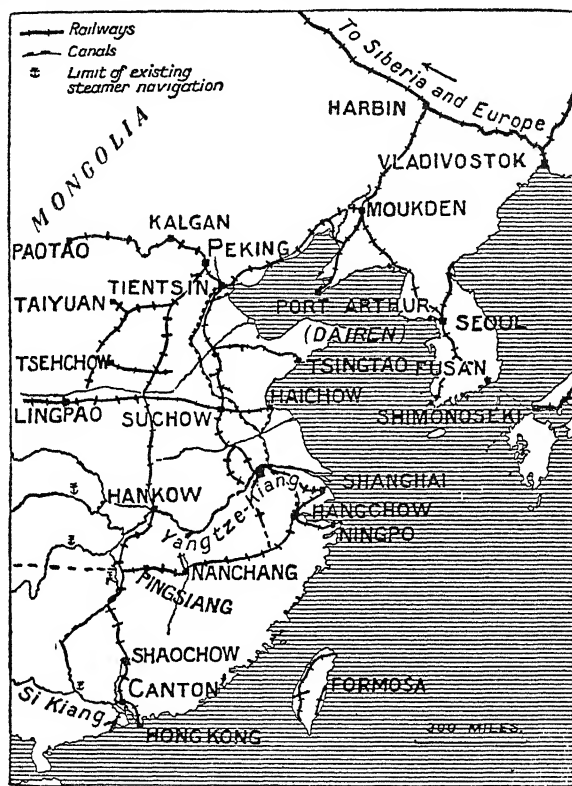 Railways
Canals
Limit of existing
steamer navigation
To Siberia and Europe
HARBIN
VLADIVOSTOK
MONGOLIA
MOUKDEN
KALGAN
PEKING
PAOTAO
TIENTSIN
TAIYUAN
PORT ARTHUR
(DAIREN)
SEOUL
TSEHCHOW
TSINGTAO
FUSAN
HAICHOW
LINGPAO
SUCHOW
SHIMONOSEKI
SHANGHAI
HANKOW
Yangtze-Kiang
HANGCHOW
NINGPO
NANCHANG
PINGSIANG
SHAOCHOW
CANTON
FORMOSA
Si Kiang
HONG KONG
300 MILES.